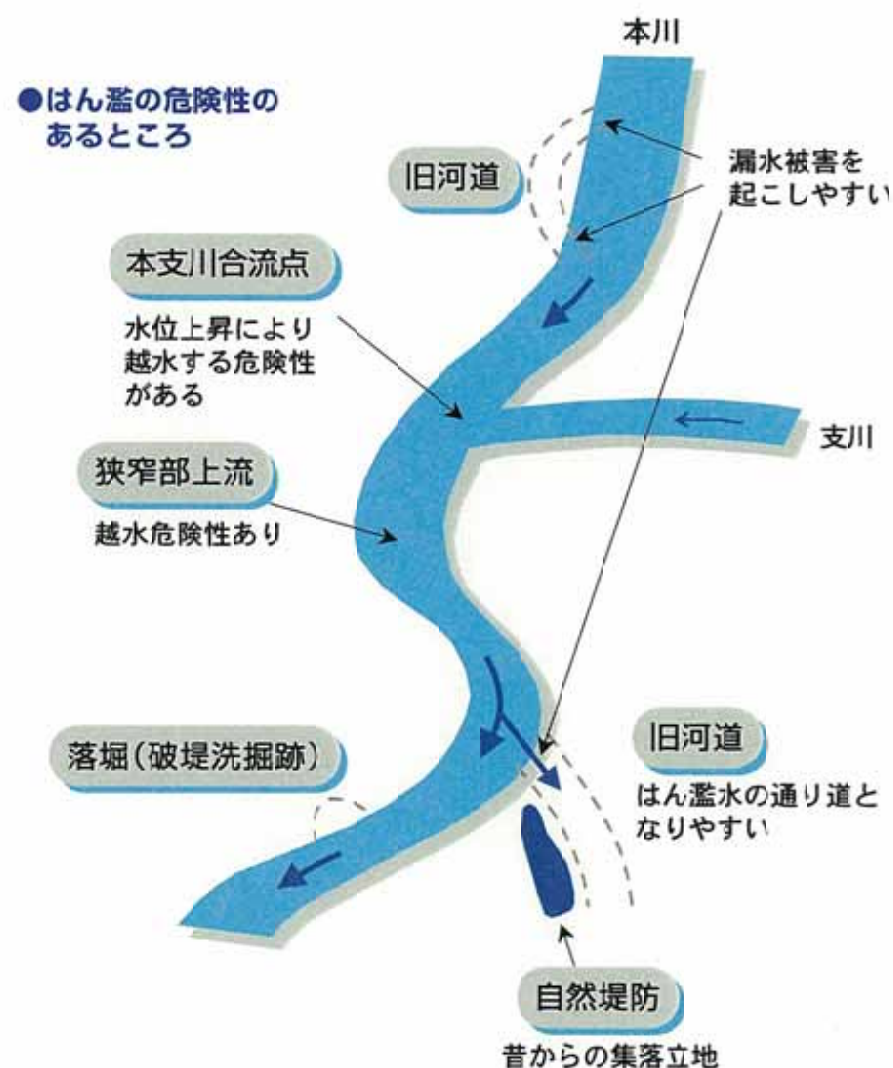 本川
●はん濫の危険性の
あるところ
旧河道
漏水被害を
起こしやすい
本支川合流点
水位上昇により
越水する危険性
がある
支川
狭窄部上流
越水危険性あり
落堀（破堤洗掘跡）
旧河道
はん濫水の通り道と
なりやすい
自然堤防
昔からの集落立地